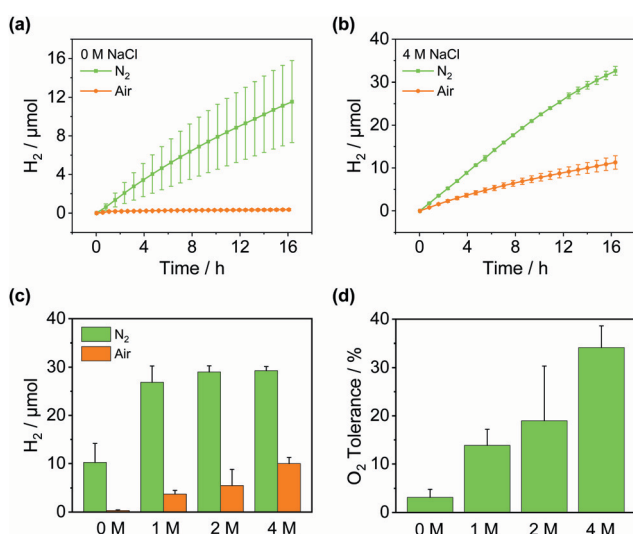 (a)
0 M NaCl
N₂
Air
H₂ / μmol
16
12
8
4
0
0 4 8 12 16
Time / h
(b)
4 M NaCl
N₂
Air
H₂ / μmol
40
30
20
10
0
0 4 8 12 16
Time / h
(c)
N₂
Air
H₂ / μmol
40
30
20
10
0
0 M 1 M 2 M 4 M
(d)
O₂ Tolerance / %
40
30
20
10
0
0 M 1 M 2 M 4 M